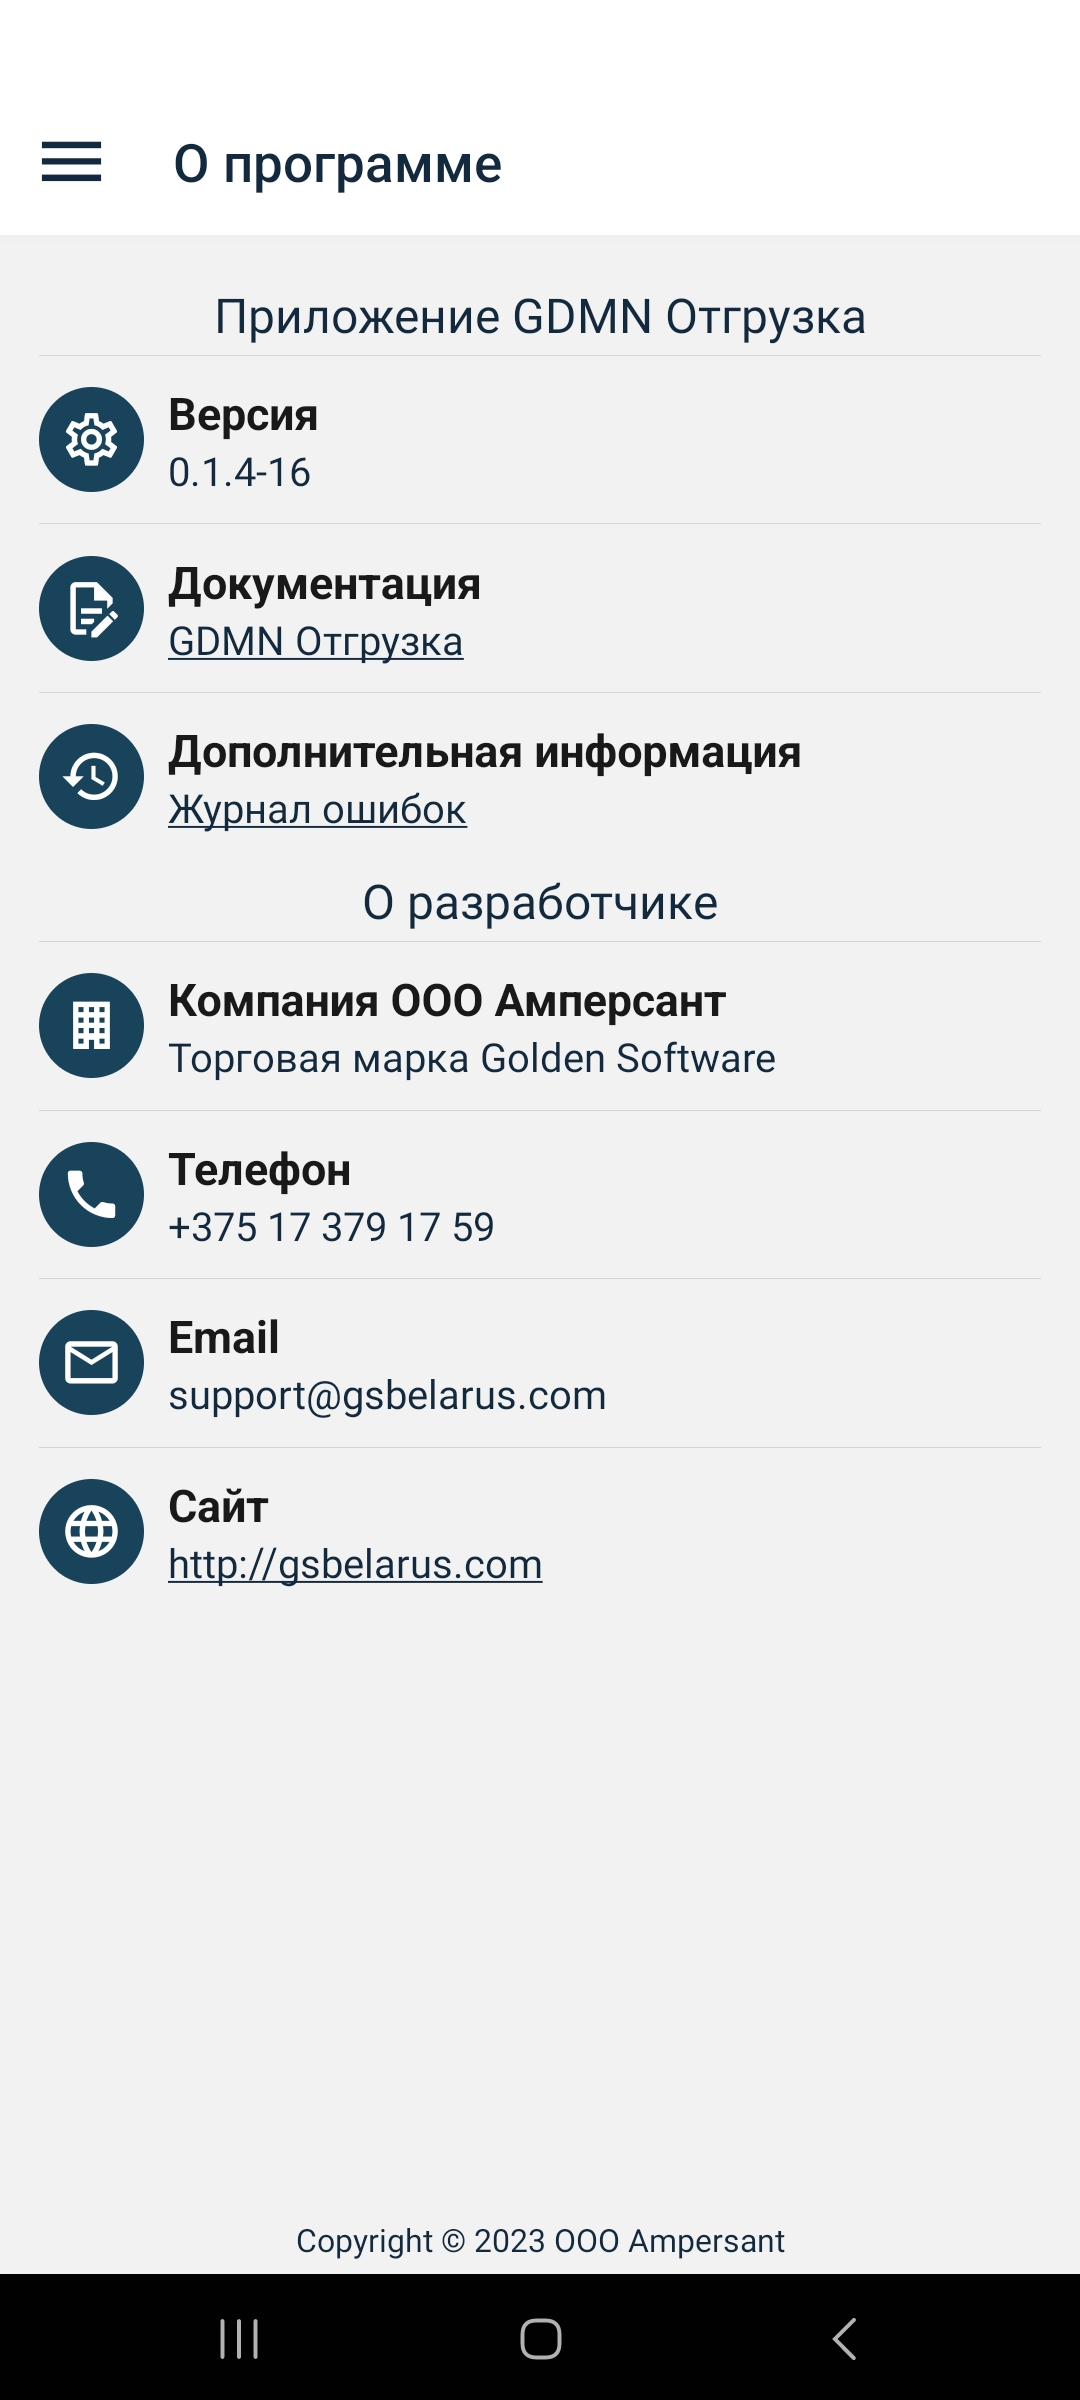 О программе
Приложение GDMN Отгрузка
Версия
0.1.4-16
Документация
GDMN Отгрузка
Дополнительная информация
Журнал ошибок
О разработчике
Компания ООО Амперсант
Торговая марка Golden Software
Телефон
+375 17 379 17 59
Email
support@gsbelarus.com
Сайт
http://gsbelarus.com
Copyright © 2023 ООО Ampersant